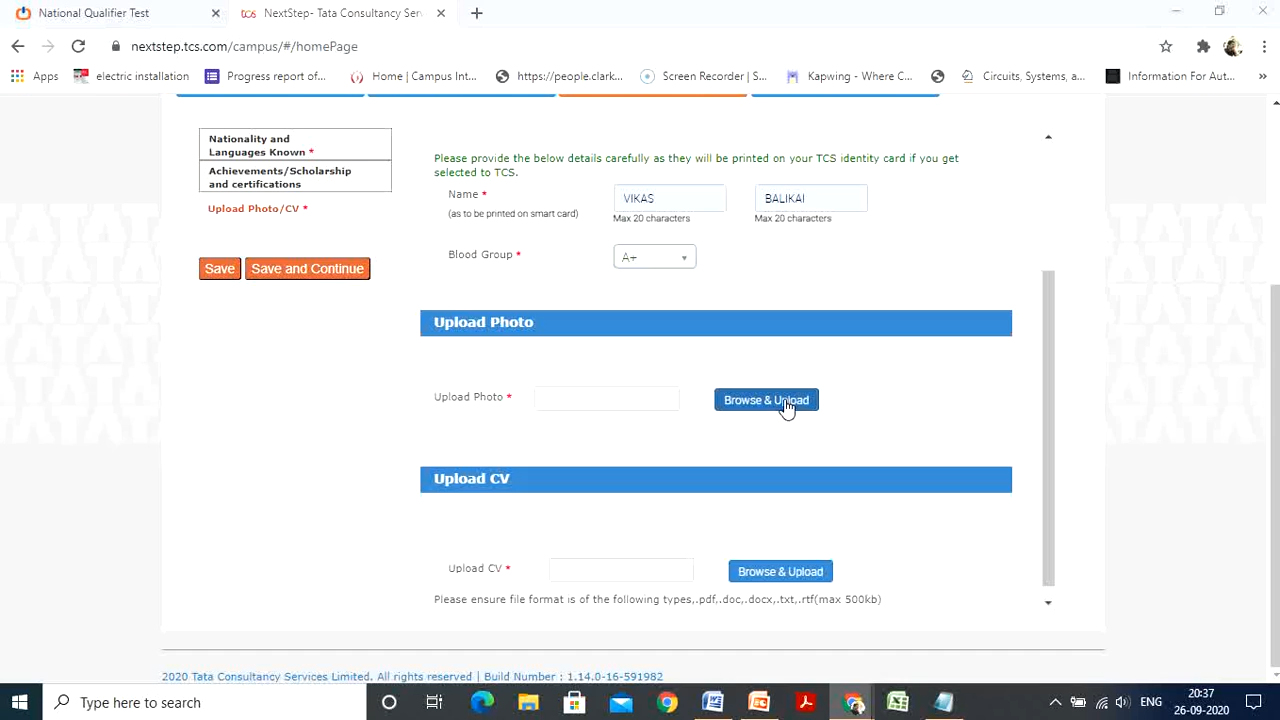 National Qualifier Test
NextStep- Tata Consultancy Ser
nextstep.tcs.com/campus/#/homePage
Apps
electric installation
Progress report of...
Home | Campus Int...
https://people.clark...
Screen Recorder | S...
Kapwing - Where C...
Circuits, Systems, a...
Information For Aut...
»
Nationality and
Languages Known *
Achievements/Scholarship
and certifications
Upload Photo/CV *
Save
Save and Continue
Please provide the below details carefully as they will be printed on your TCS identity card if you get
selected to TCS.
Name *
(as to be printed on smart card)
VIKAS
BALIKAI
Max 20 characters
Max 20 characters
Blood Group *
A+
Upload Photo
Upload Photo *
Browse & Upload
Upload CV
Upload CV *
Browse & Upload
Please ensure file format is of the following types,.pdf,.doc,.docx,.txt,.rtf(max 500kb)
2020 Tata Consultancy Services Limited. All rights reserved | Build Number : 1.14.0-16-591982
Type here to search
ENG
20:37
26-09-2020